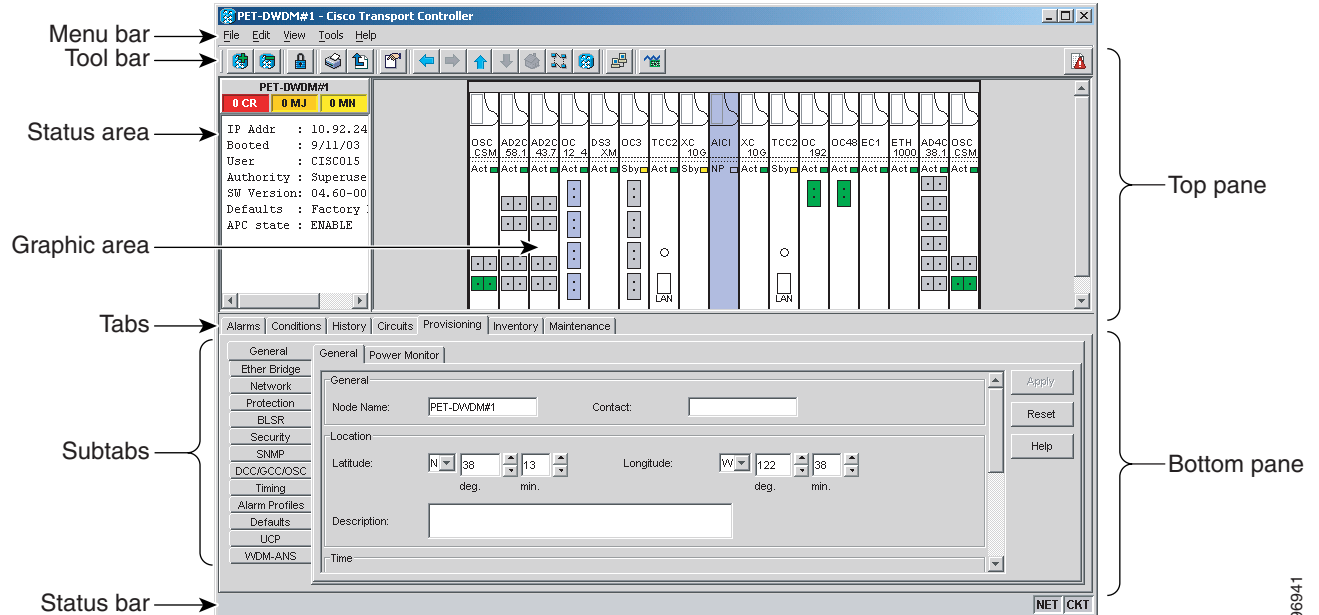 PET-DWDM#1 - Cisco Transport Controller
Menu bar
File Edit View Tools Help
Tool bar
PET-DWDM#1
0 CR 0 MJ 0 MN
Status area
IP Addr : 10.92.24
Booted : 9/11/03
User : CISCO15
Authority : Superuse
SW Version: 04.60-00
Defaults : Factory
APC state : ENABLE
Graphic area
OSC AD2C AD2C OC DS3 OC3 TCC2 XC AICI XC TCC2 OC OC48 EC1 ETH AD4C OSC
CSM 58.1 43.7 12_4 XM 10G 10G 192 1000 38.1 CSM
Act Act Act Act Act Sby Act Sby NP Act Sby Act Act Act Act Act Act
LAN LAN
Top pane
Tabs
Alarms Conditions History Circuits Provisioning Inventory Maintenance
Subtabs
General
Ether Bridge
Network
Protection
BLSR
Security
SNMP
DCC/GCC/OSC
Timing
Alarm Profiles
Defaults
UCP
WDM-ANS
General Power Monitor
General
Node Name: PET-DWDM#1 Contact:
Location
Latitude: N 38 13 Longitude: W 122 38
deg. min. deg. min.
Description:
Time
Apply
Reset
Help
Bottom pane
Status bar
NET CKT
96941